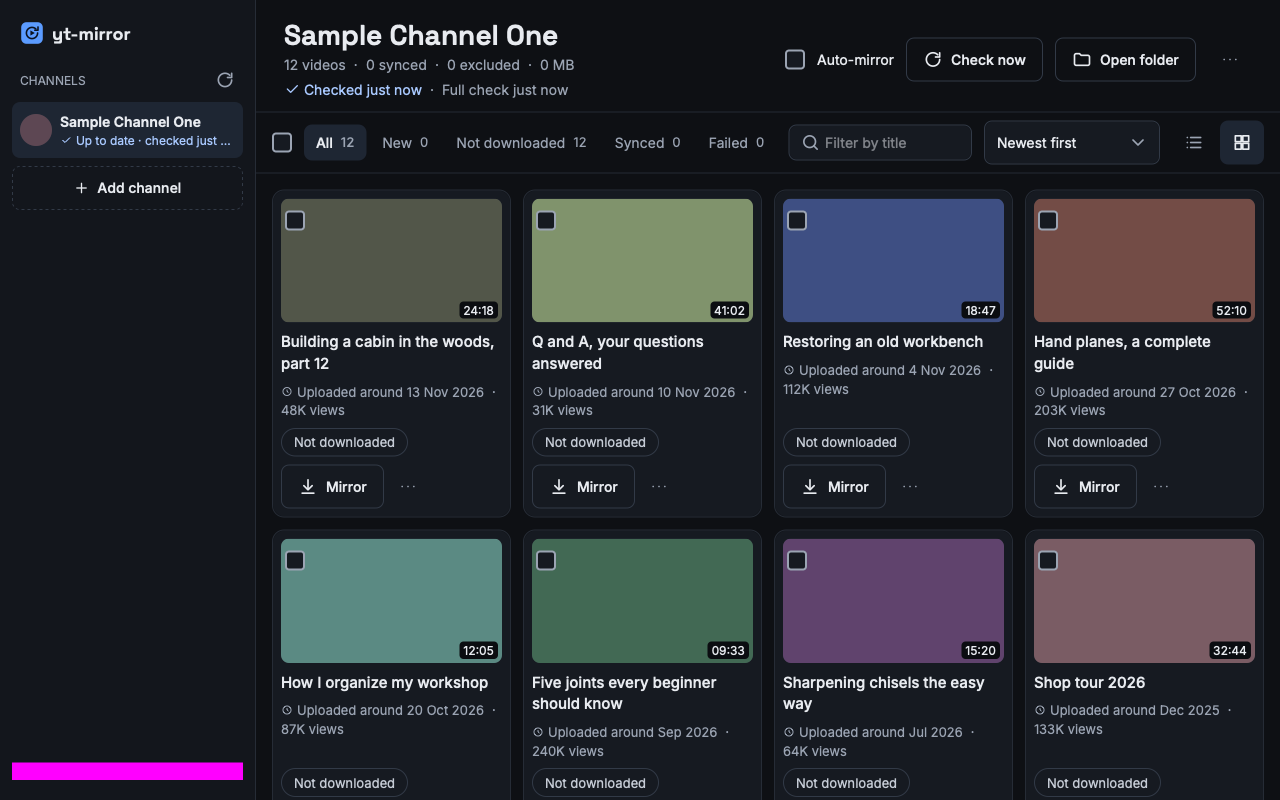 yt-mirror
CHANNELS
Sample Channel One
Up to date · checked just ...
Add channel
Sample Channel One
12 videos · 0 synced · 0 excluded · 0 MB
Checked just now · Full check just now
Auto-mirror
Check now
Open folder
...
All 12
New 0
Not downloaded 12
Synced 0
Failed 0
Filter by title
Newest first
24:18
Building a cabin in the woods,
part 12
Uploaded around 13 Nov 2026 ·
48K views
Not downloaded
Mirror
...
41:02
Q and A, your questions
answered
Uploaded around 10 Nov 2026 ·
31K views
Not downloaded
Mirror
...
18:47
Restoring an old workbench
Uploaded around 4 Nov 2026 ·
112K views
Not downloaded
Mirror
...
52:10
Hand planes, a complete
guide
Uploaded around 27 Oct 2026 ·
203K views
Not downloaded
Mirror
...
12:05
How I organize my workshop
Uploaded around 20 Oct 2026 ·
87K views
Not downloaded
09:33
Five joints every beginner
should know
Uploaded around Sep 2026 ·
240K views
Not downloaded
15:20
Sharpening chisels the easy
way
Uploaded around Jul 2026 ·
64K views
Not downloaded
32:44
Shop tour 2026
Uploaded around Dec 2025 ·
133K views
Not downloaded